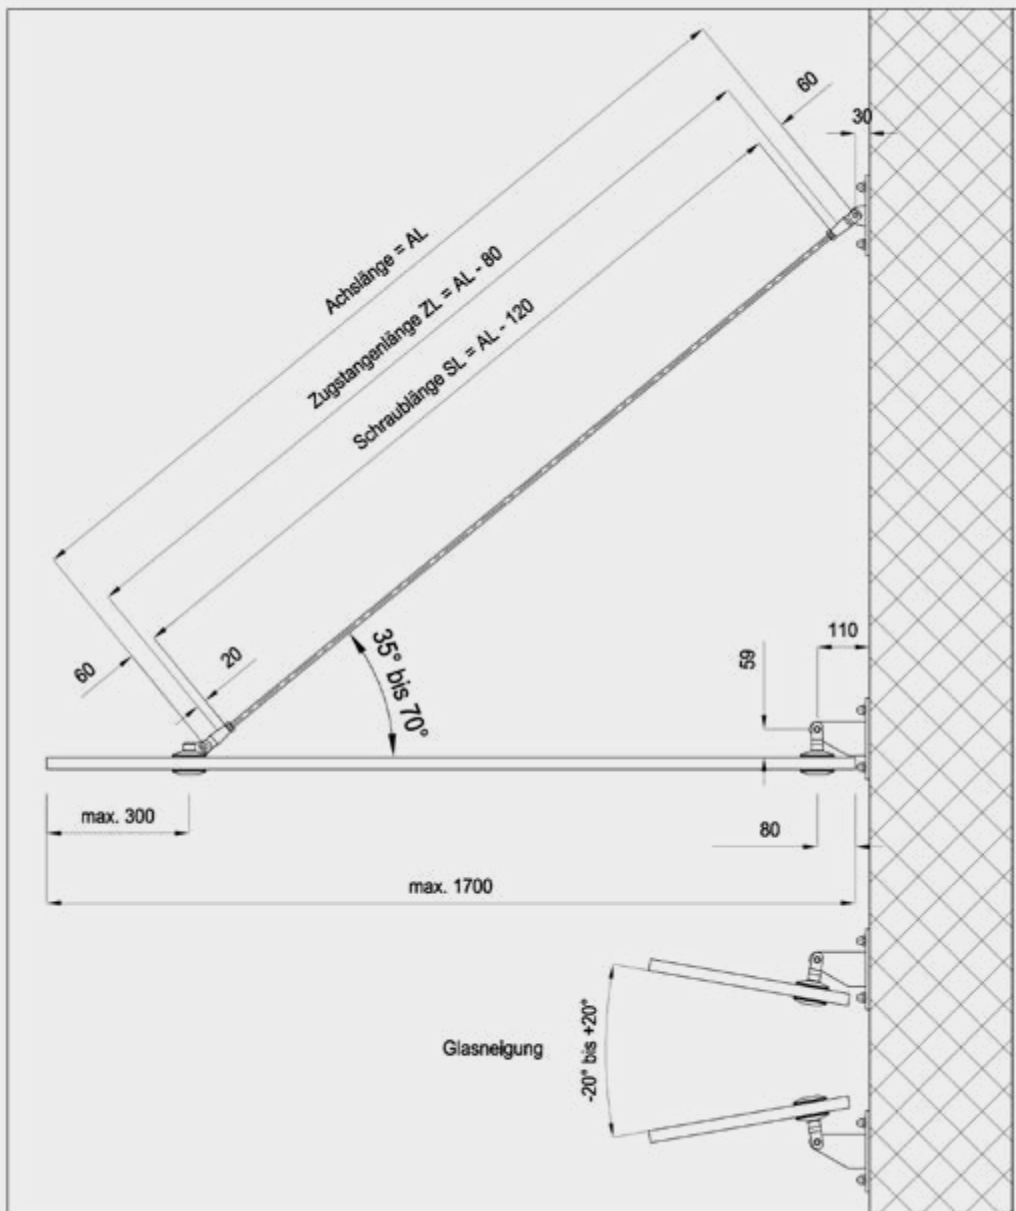 60
30
Achslänge = AL
Zugstangenlänge ZL = AL - 80
Schraublänge SL = AL - 120
60
20
35° bis 70°
59
110
max. 300
80
max. 1700
Glasneigung
-20° bis +20°